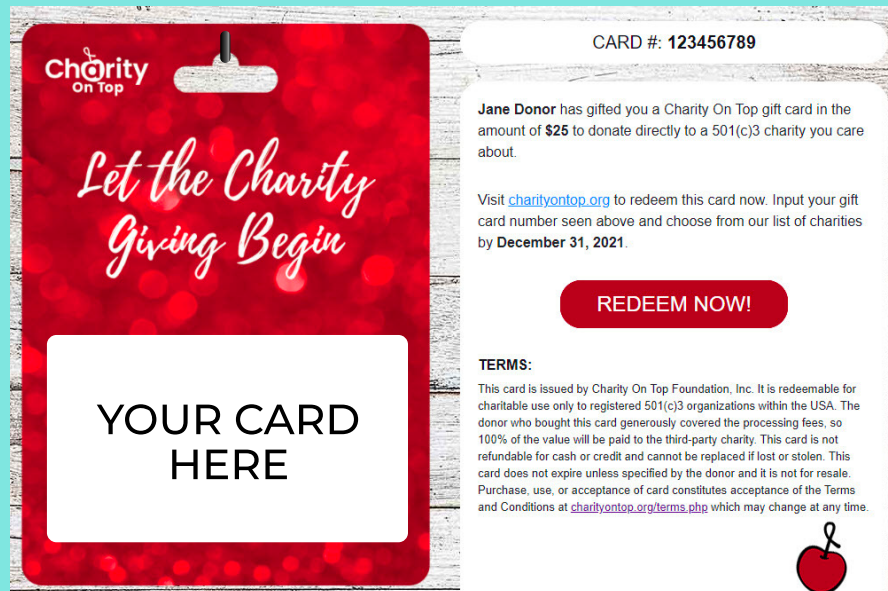 Charity
On Top
Let the Charity
Giving Begin
YOUR CARD
HERE
CARD #: 123456789
Jane Donor has gifted you a Charity On Top gift card in the
amount of $25 to donate directly to a 501(c)3 charity you care
about.
Visit charityontop.org to redeem this card now. Input your gift
card number seen above and choose from our list of charities
by December 31, 2021.
REDEEM NOW!
TERMS:
This card is issued by Charity On Top Foundation, Inc. It is redeemable for
charitable use only to registered 501(c)3 organizations within the USA. The
donor who bought this card generously covered the processing fees, so
100% of the value will be paid to the third-party charity. This card is not
refundable for cash or credit and cannot be replaced if lost or stolen. This
card does not expire unless specified by the donor and it is not for resale.
Purchase, use, or acceptance of card constitutes acceptance of the Terms
and Conditions at charityontop.org/terms.php which may change at any time.